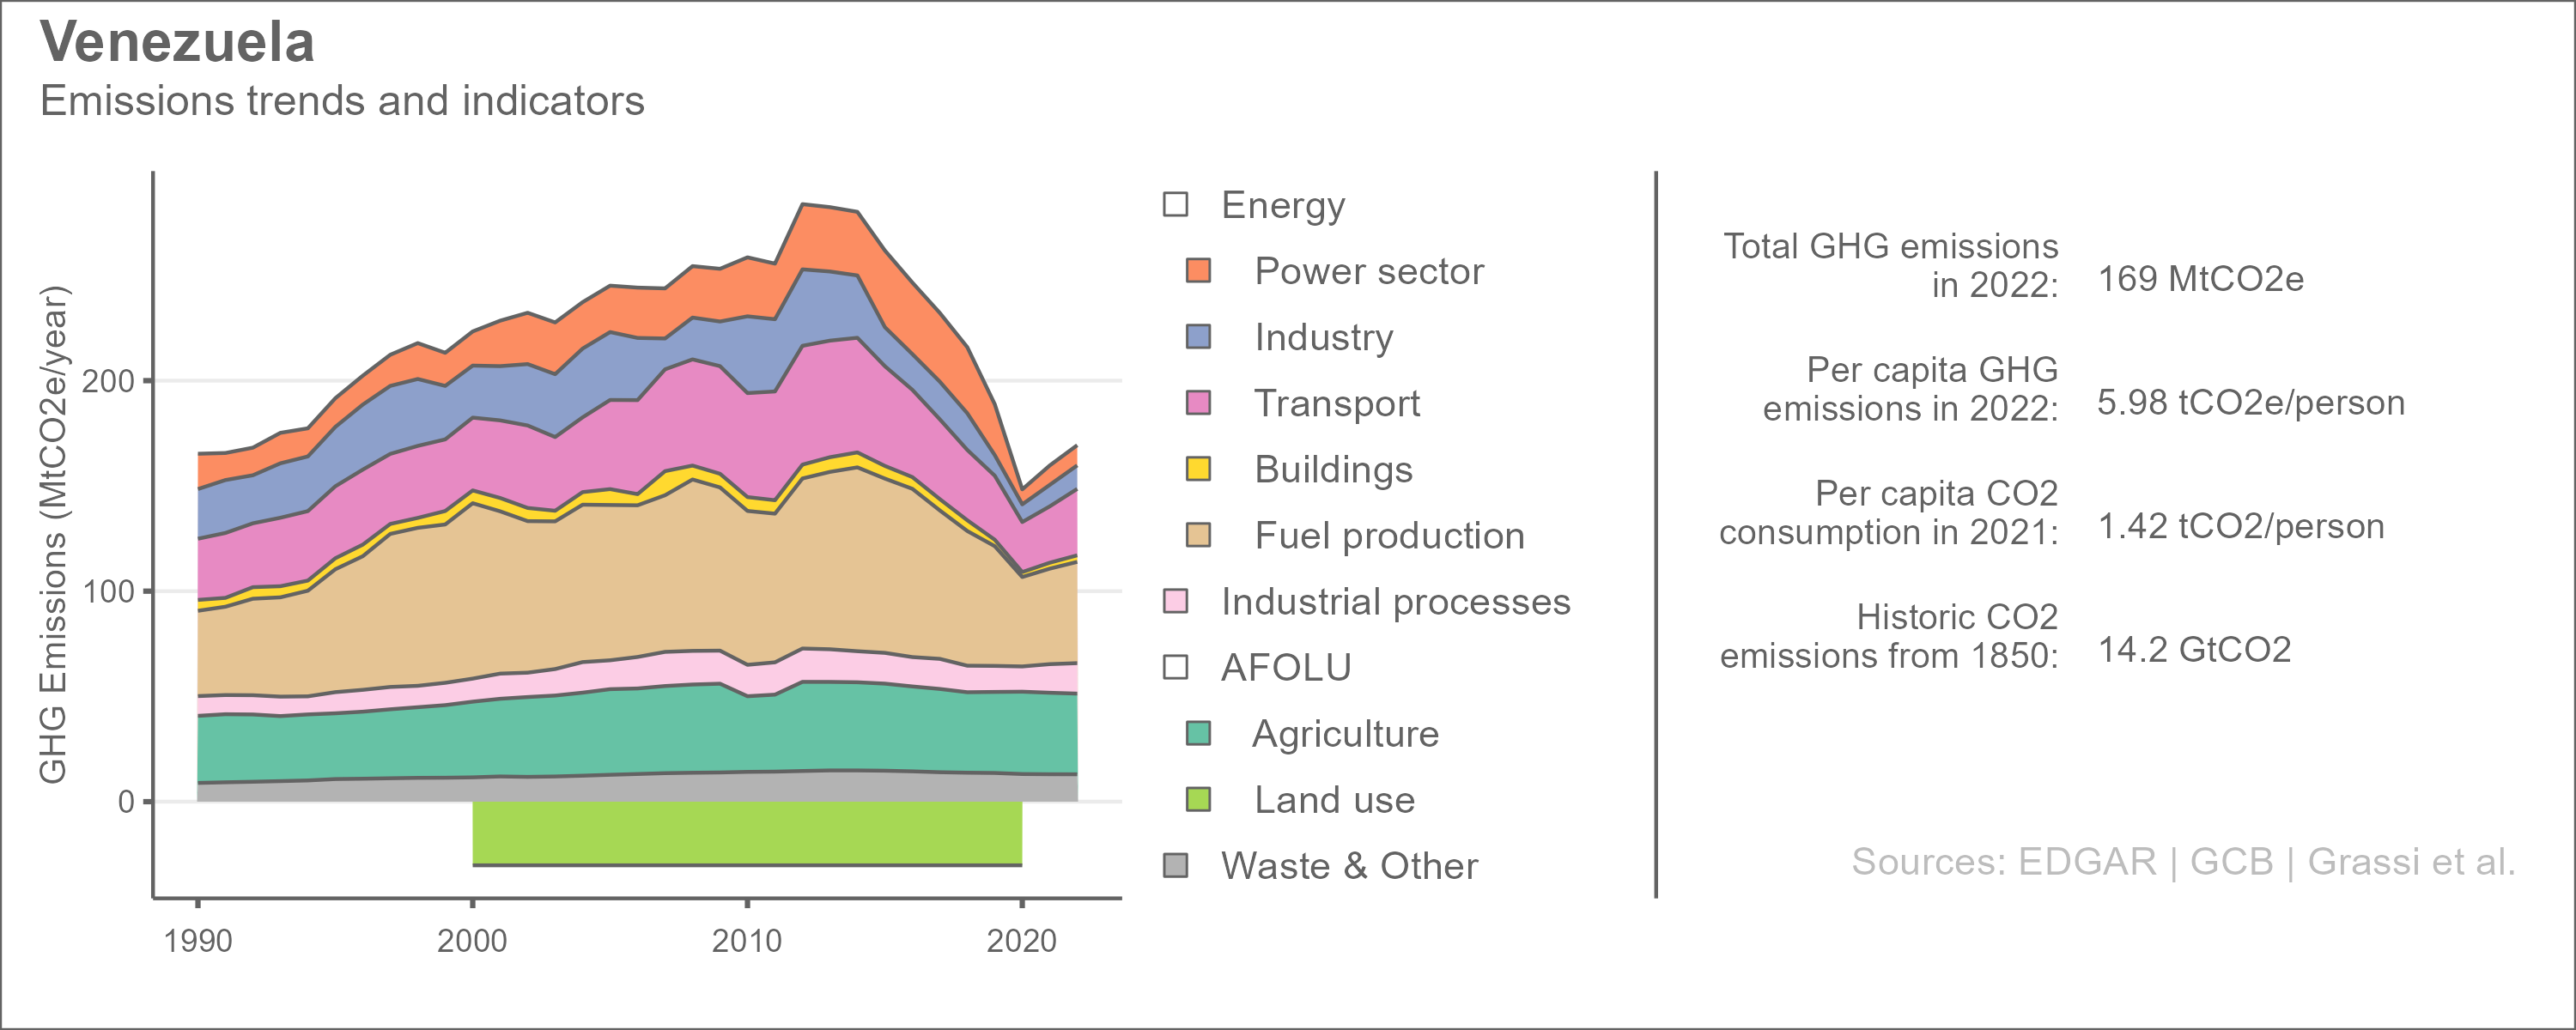 Venezuela
Emissions trends and indicators
GHG Emissions (MtCO2e/year)
200
100
0
1990
2000
2010
2020
Energy
Power sector
Industry
Transport
Buildings
Fuel production
Industrial processes
AFOLU
Agriculture
Land use
Waste & Other
Total GHG emissions
in 2022:
169 MtCO2e
Per capita GHG
emissions in 2022:
5.98 tCO2e/person
Per capita CO2
consumption in 2021:
1.42 tCO2/person
Historic CO2
emissions from 1850:
14.2 GtCO2
Sources: EDGAR | GCB | Grassi et al.